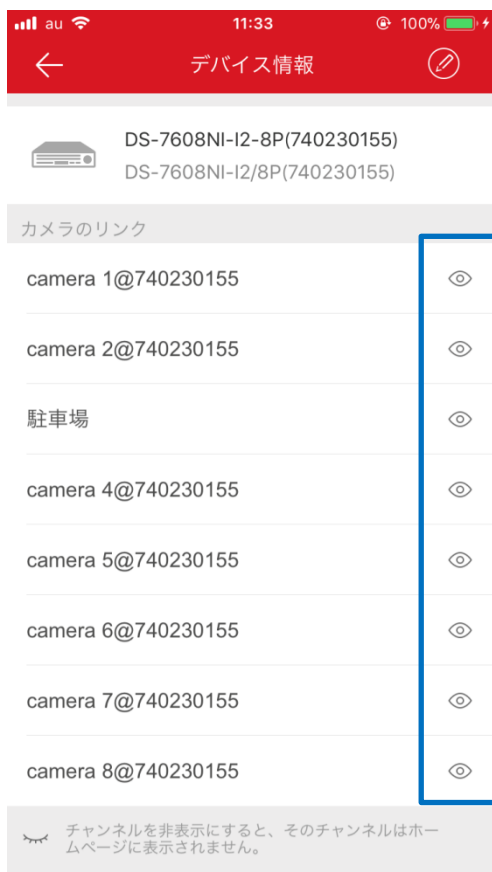 au 11:33 100%
デバイス情報
DS-7608NI-I2-8P(740230155)
DS-7608NI-I2/8P(740230155)
カメラのリンク
camera 1@740230155
camera 2@740230155
駐車場
camera 4@740230155
camera 5@740230155
camera 6@740230155
camera 7@740230155
camera 8@740230155
チャンネルを非表示にすると、そのチャンネルはホー
ムページに表示されません。